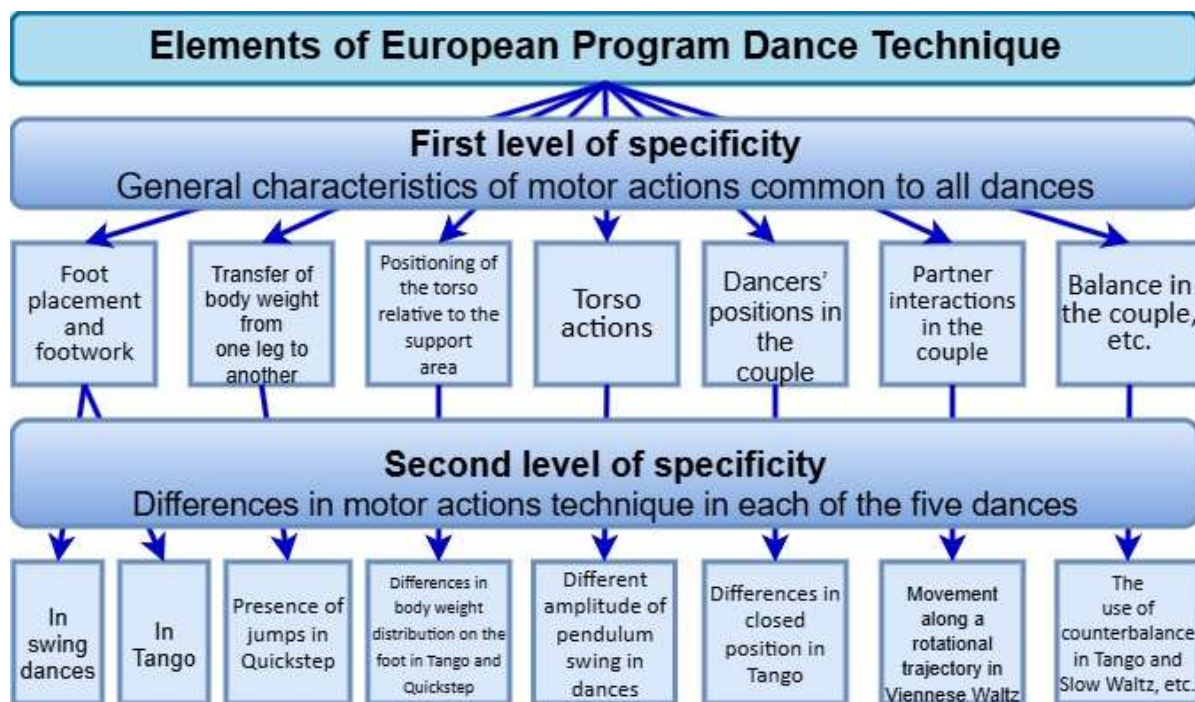 Elements of European Program Dance Technique
First level of specificity
General characteristics of motor actions common to all dances
Foot
placement
and
footwork
Transfer of
body weight
from
one leg to
another
Positioning of
the torso
relative to the
support
area
Torso
actions
Dancers’
positions in
the
couple
Partner
interactions
in the
couple
Balance in
the couple,
etc.
Second level of specificity
Differences in motor actions technique in each of the five dances
In
swing
dances
In
Tango
Presence of
jumps in
Quickstep
Differences in
body weight
distribution on the
foot in Tango and
Quickstep
Different
amplitude of
pendulum
swing in
dances
Differences in
closed
position in
Tango
Movement
along a
rotational
trajectory in
Viennese Waltz
The
use of
counterbalance
in Tango and
Slow Waltz, etc.